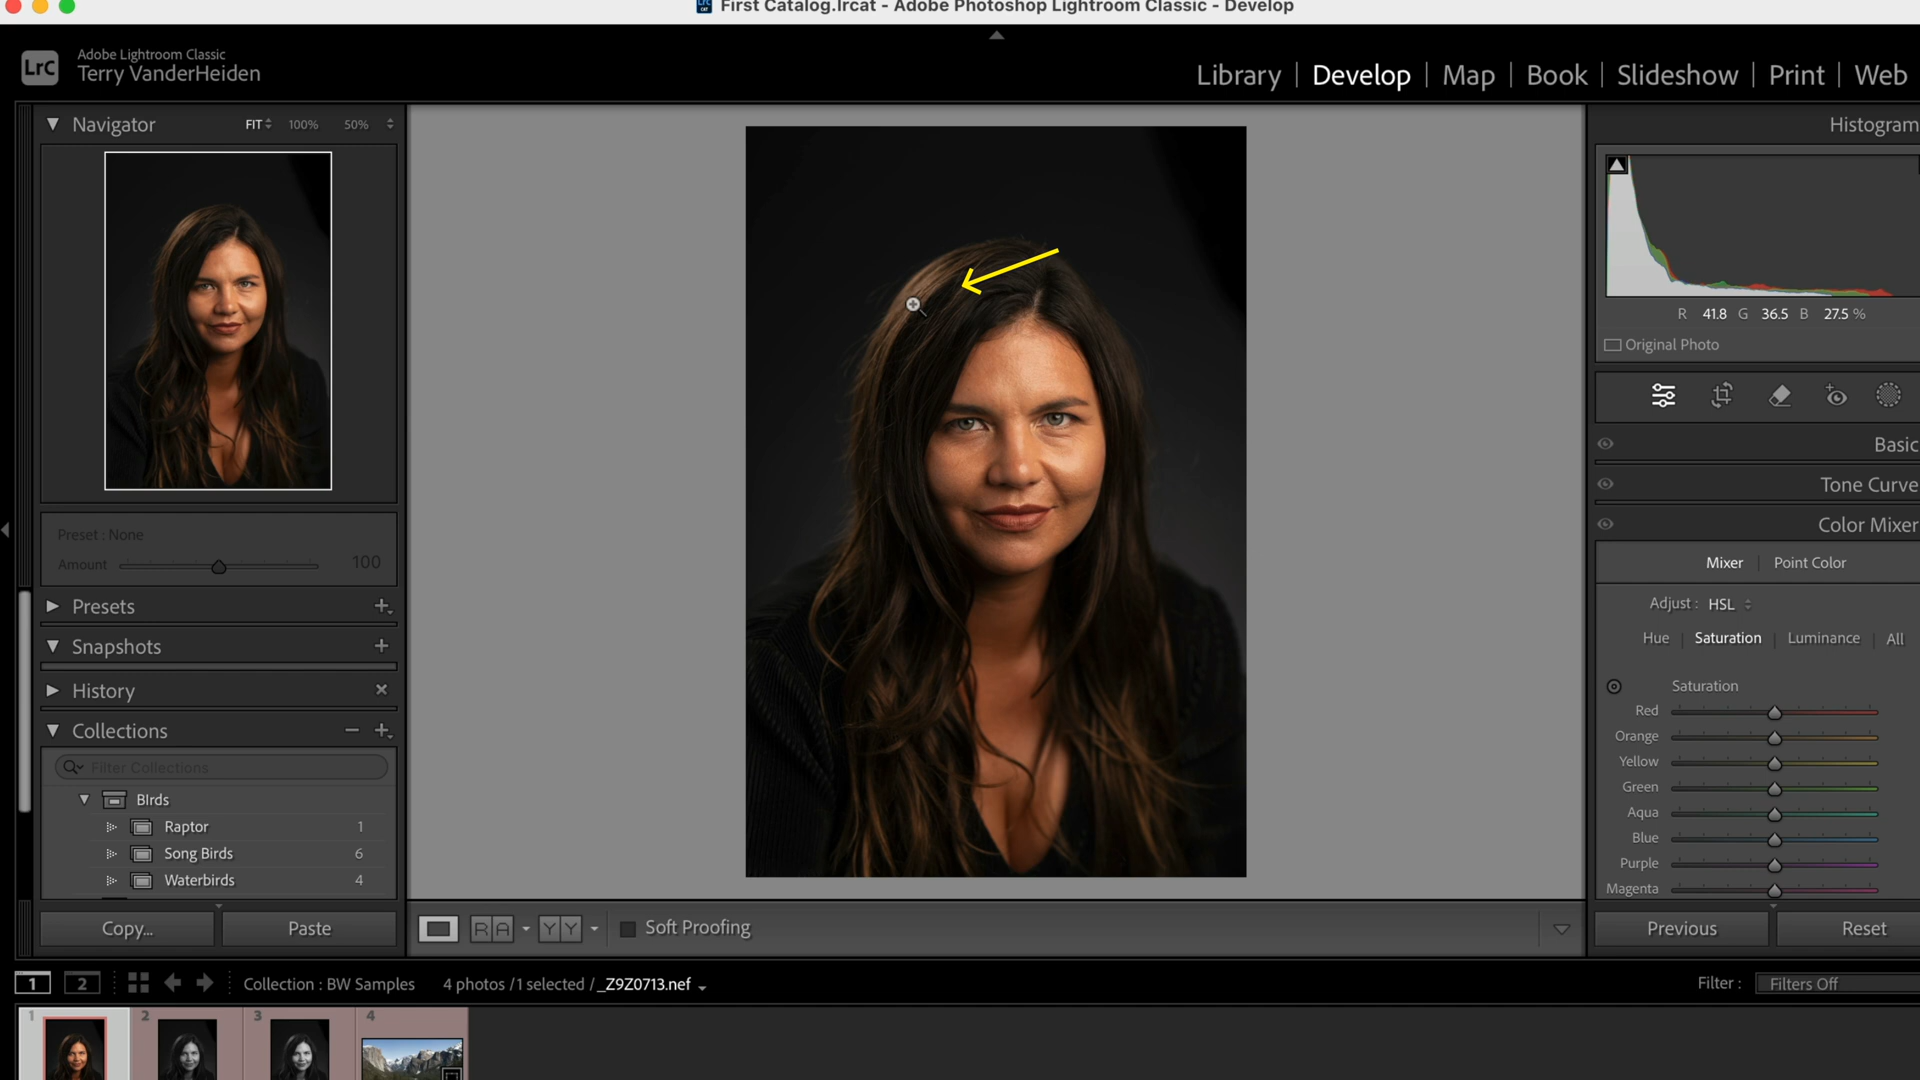 First Catalog.lrcat - Adobe Photoshop Lightroom Classic - Develop
LrC
Adobe Lightroom Classic
Terry VanderHeiden
Library | Develop | Map | Book | Slideshow | Print | Web
Navigator FIT 100% 50%
Histogram
R 41.8 G 36.5 B 27.5 %
Original Photo
Basic
Tone Curve
Color Mixer
Mixer | Point Color
Adjust : HSL
Hue | Saturation | Luminance | All
Saturation
Red
Orange
Yellow
Green
Aqua
Blue
Purple
Magenta
Previous Reset
Preset : None
Amount 100
Presets
Snapshots
History
Collections
Filter Collections
BIrds
Raptor 1
Song Birds 6
Waterbirds 4
Copy... Paste
R A Y Y Soft Proofing
1 2 Collection : BW Samples 4 photos /1 selected / _Z9Z0713.nef Filter : Filters Off
1 2 3 4